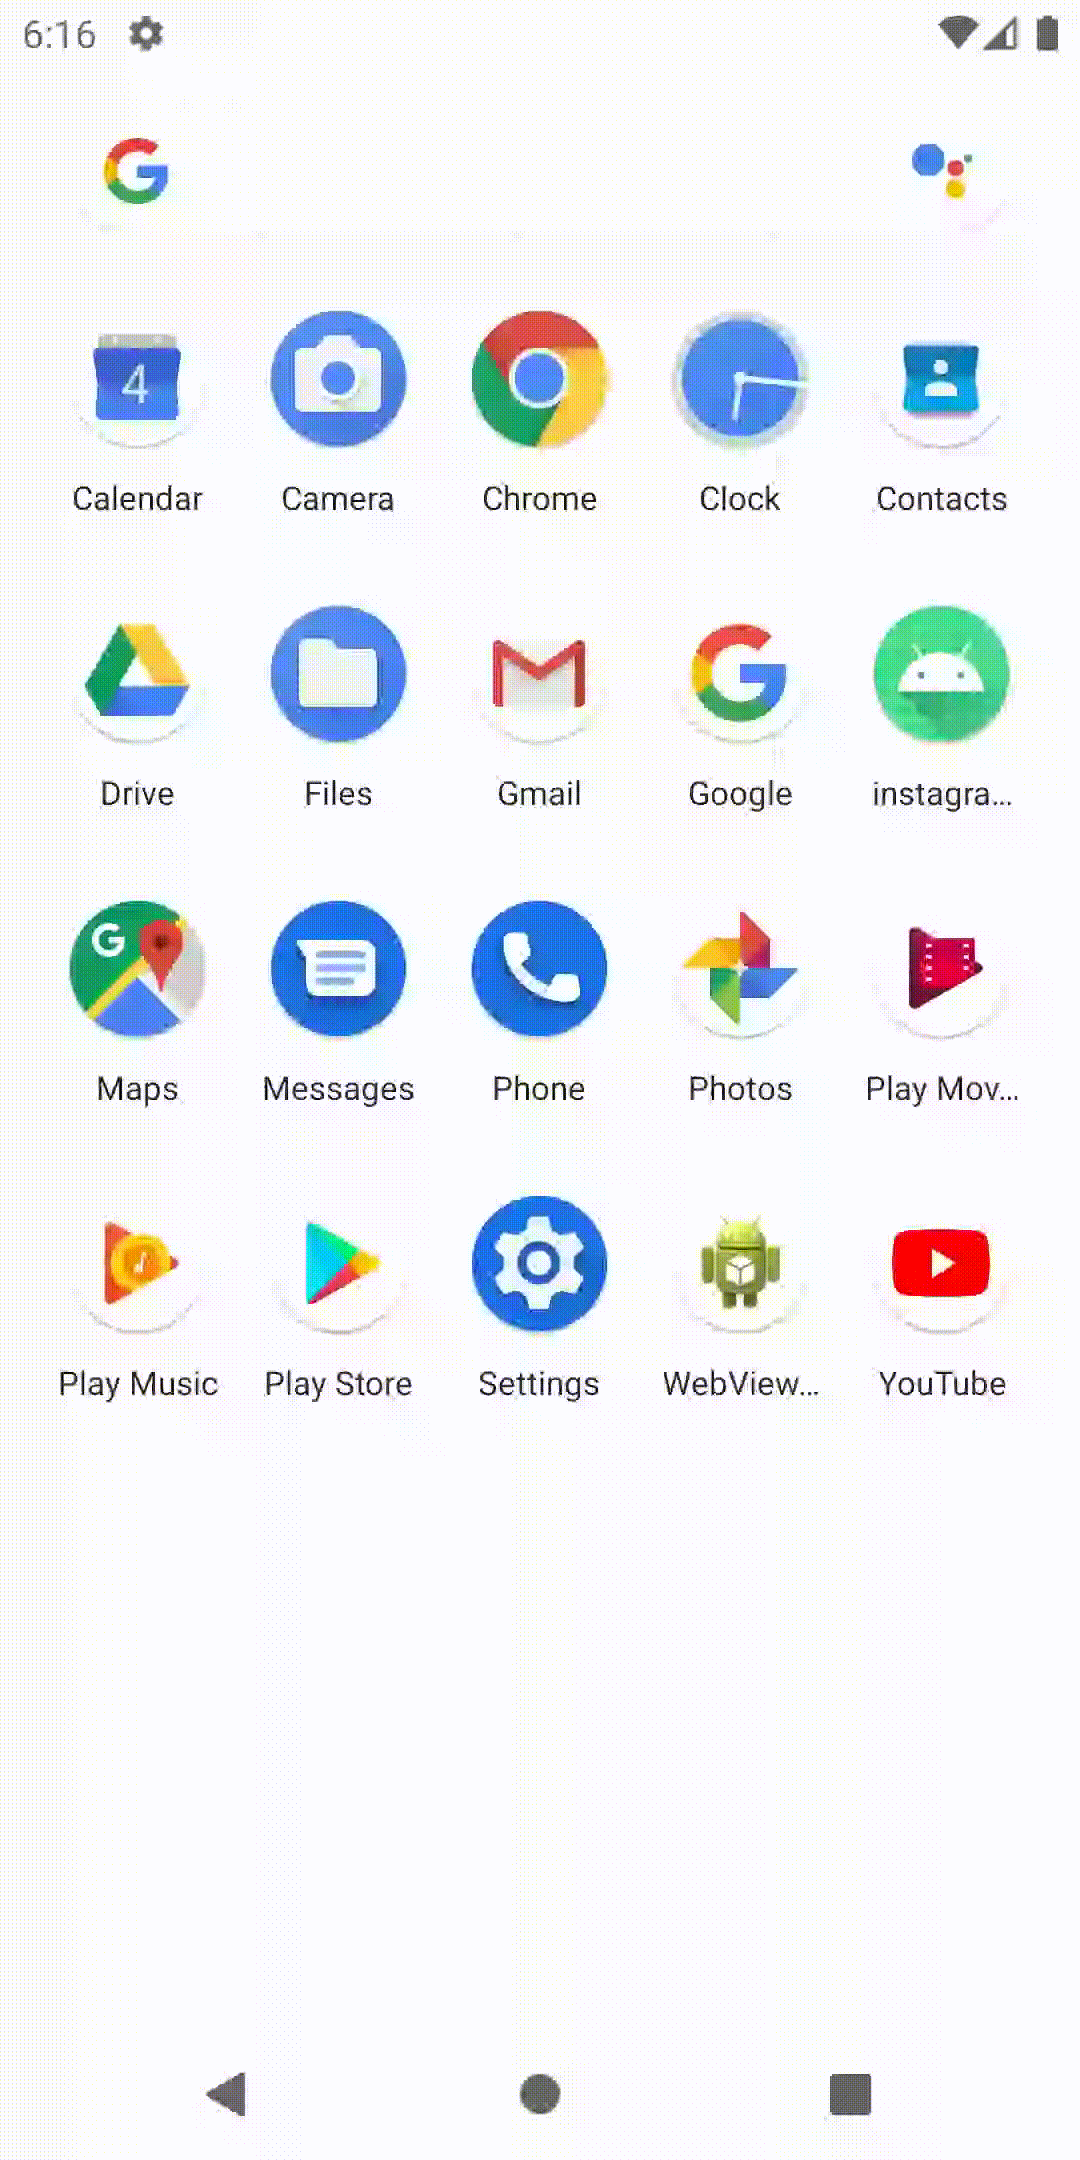 6:16
Calendar Camera Chrome Clock Contacts
Drive Files Gmail Google instagra...
Maps Messages Phone Photos Play Mov...
Play Music Play Store Settings WebView... YouTube
4
G
G
G